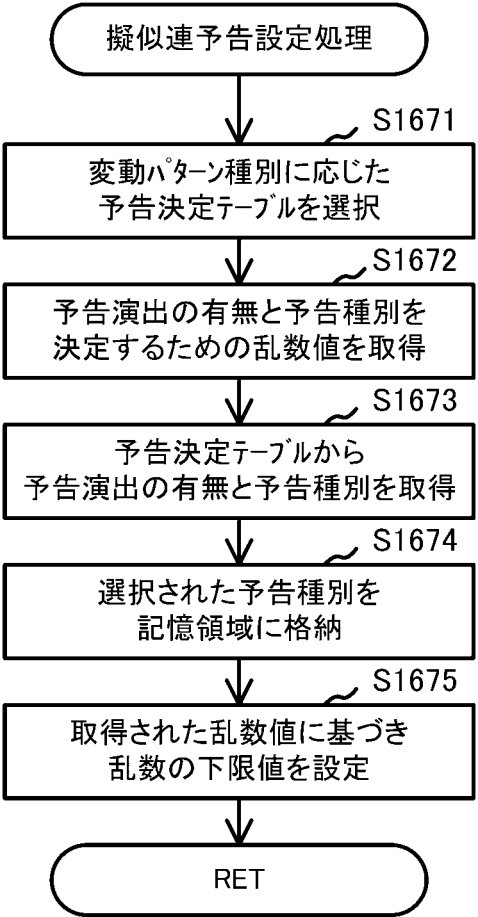 擬似連予告設定処理
S1671
変動ﾊﾟﾀｰﾝ種別に応じた
予告決定ﾃｰﾌﾞﾙを選択
S1672
予告演出の有無と予告種別を
決定するための乱数値を取得
S1673
予告決定ﾃｰﾌﾞﾙから
予告演出の有無と予告種別を取得
S1674
選択された予告種別を
記憶領域に格納
S1675
取得された乱数値に基づき
乱数の下限値を設定
RET